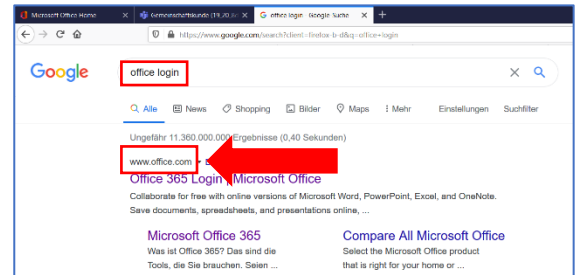 Microsoft Office Home
Gemeinschaftskunde (19,20 Jo
office login - Google Suche
https://www.google.com/search?client=firefox-b-d&q=office+login
Google
office login
Alle News Shopping Bilder Maps Mehr Einstellungen Suchfilter
Ungefähr 11.360.000.000 Ergebnisse (0,40 Sekunden)
www.office.com
Office 365 Login | Microsoft Office
Collaborate for free with online versions of Microsoft Word, PowerPoint, Excel, and OneNote.
Save documents, spreadsheets, and presentations online, ...
Microsoft Office 365 Compare All Microsoft Office
Was ist Office 365? Das sind die Select the Microsoft Office product
Tools, die Sie brauchen. Seien ... that is right for your home or ...